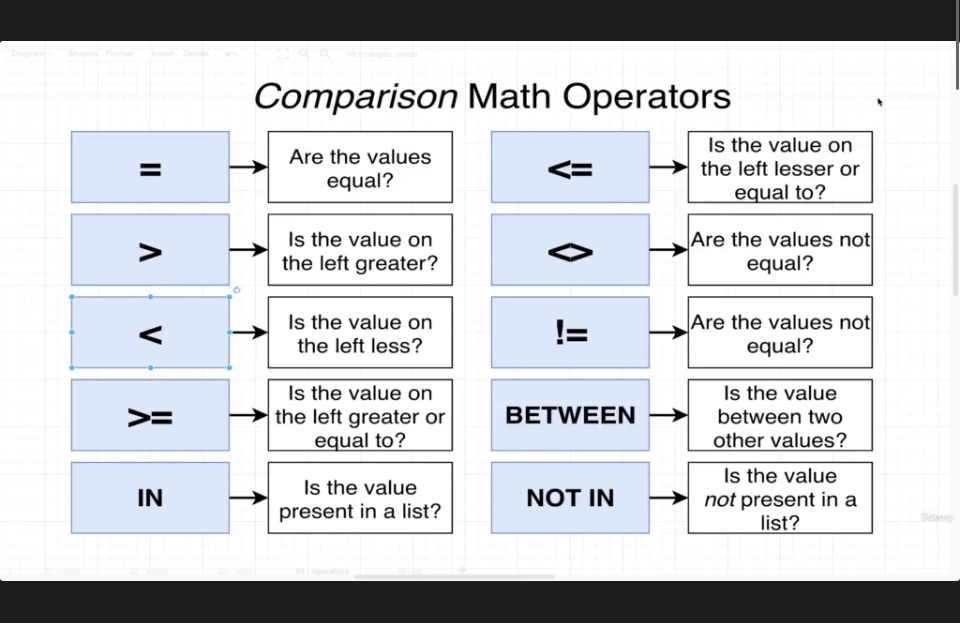 Diagram Shapes Format Insert Delete All changes saved
Comparison Math Operators
=
Are the values
equal?
<=
Is the value on
the left lesser or
equal to?
>
Is the value on
the left greater?
<>
Are the values not
equal?
<
Is the value on
the left less?
!=
Are the values not
equal?
>=
Is the value on
the left greater or
equal to?
BETWEEN
Is the value
between two
other values?
IN
Is the value
present in a list?
NOT IN
Is the value
not present in a
list?
Udemy
04 - operators